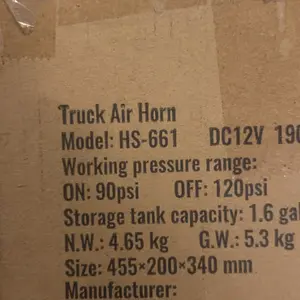 Truck Air Horn
Model: HS-661 DC12V
Working pressure range:
ON: 90psi OFF: 120psi
Storage tank capacity: 1.6
N.W.: 4.65 kg G.W.: 5.3 kg
Size: 455×200×340 mm
Manufacturer: